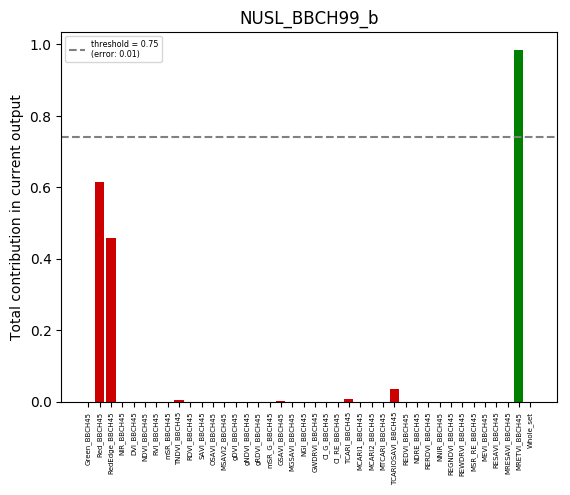 NUSL_BBCH99_b
threshold = 0.75
(error: 0.01)
Total contribution in current output
1.0
0.8
0.6
0.4
0.2
0.0
Green_BBCH45
Red_BBCH45
RedEdge_BBCH45
NIR_BBCH45
DVI_BBCH45
NDVI_BBCH45
RVI_BBCH45
mSR_BBCH45
TNDVI_BBCH45
RDVI_BBCH45
SAVI_BBCH45
OSAVI_BBCH45
MSAVI2_BBCH45
gDVI_BBCH45
gNDVI_BBCH45
gRDVI_BBCH45
mSR_G_BBCH45
GSAVI_BBCH45
MGSAVI_BBCH45
NGI_BBCH45
GWDRVI_BBCH45
CI_G_BBCH45
CI_RE_BBCH45
TCARI_BBCH45
MCARI1_BBCH45
MCARI2_BBCH45
MTCARI_BBCH45
TCARIOSAVI_BBCH45
REDVI_BBCH45
NDRE_BBCH45
RERDVI_BBCH45
NNIR_BBCH45
REGNDVI_BBCH45
REWDRVI_BBCH45
MSR_RE_BBCH45
MEVI_BBCH45
RESAVI_BBCH45
MRESAVI_BBCH45
MRETVI_BBCH45
whole_set